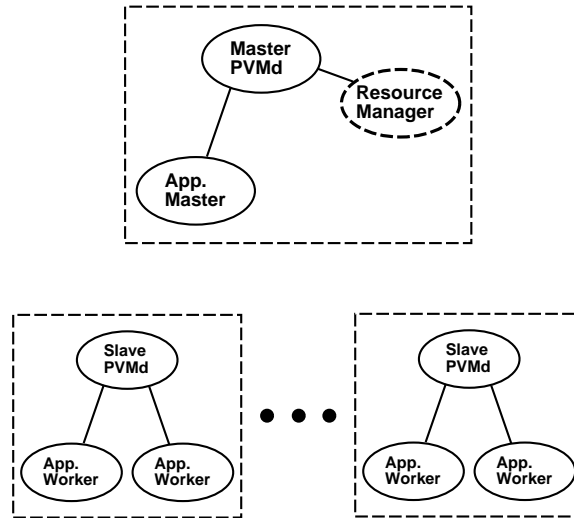 Master
PVMd
Resource
Manager
App.
Master
Slave
PVMd
App.
Worker
App.
Worker
Slave
PVMd
App.
Worker
App.
Worker